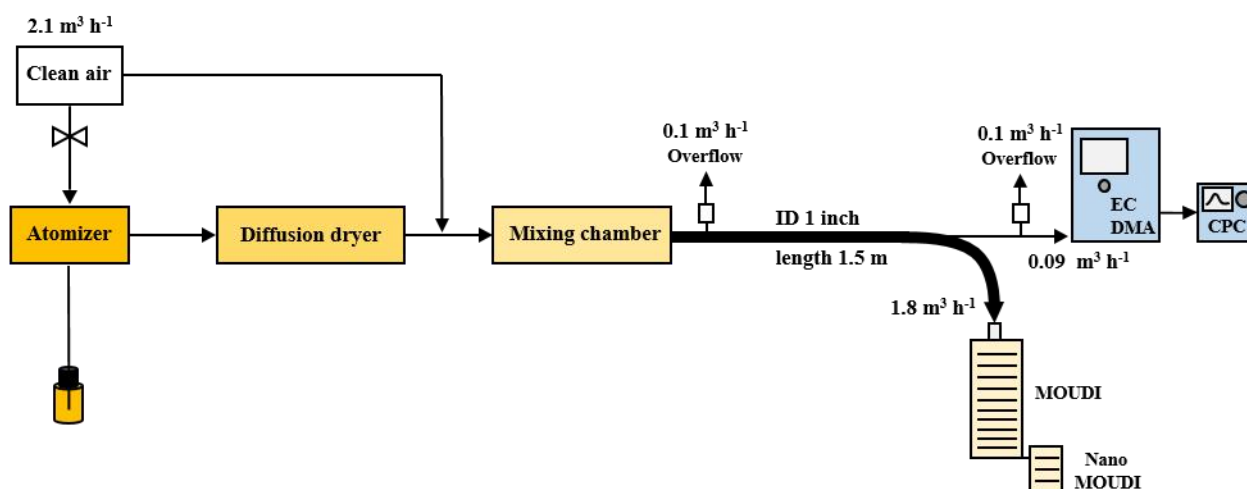 2.1 m³ h⁻¹
Clean air
0.1 m³ h⁻¹
Overflow
0.1 m³ h⁻¹
Overflow
Atomizer
Diffusion dryer
Mixing chamber
ID 1 inch
length 1.5 m
EC
DMA
CPC
0.09 m³ h⁻¹
1.8 m³ h⁻¹
MOUDI
Nano
MOUDI